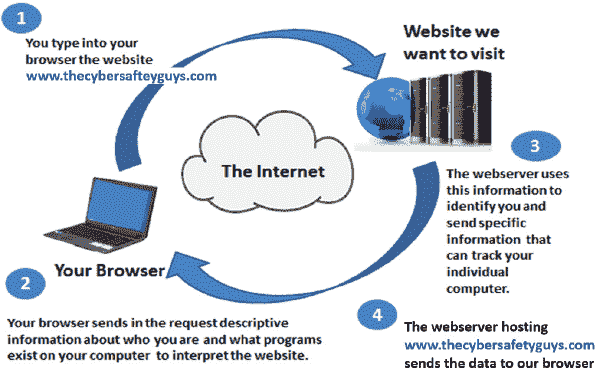 1
You type into your
browser the website
www.thecybersafteyguys.com
Website we
want to visit
The Internet
Your Browser
2
Your browser sends in the request descriptive
information about who you are and what programs
exist on your computer to interpret the website.
3
The webserver uses
this information to
identify you and
send specific
information that
can track your
individual
computer.
4
The webserver hosting
www.thecybersafetyguys.com
sends the data to our browser